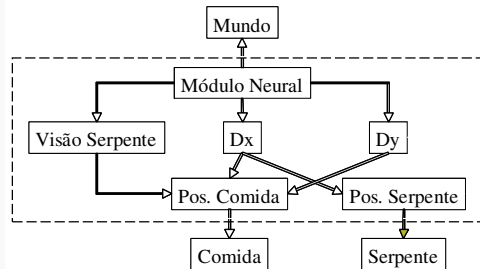 Mundo
Módulo Neural
Visão Serpente
Dx
Dy
Pos. Comida
Pos. Serpente
Comida
Serpente